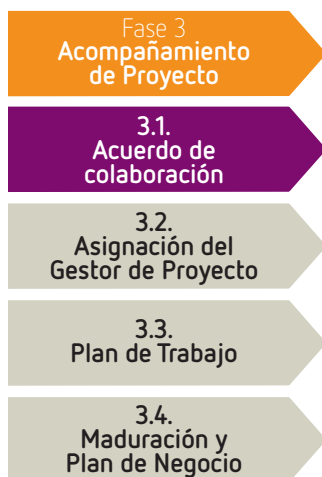 Fase 3
Acompañamiento
de Proyecto
3.1.
Acuerdo de
colaboración
3.2.
Asignación del
Gestor de Proyecto
3.3.
Plan de Trabajo
3.4.
Maduración y
Plan de Negocio